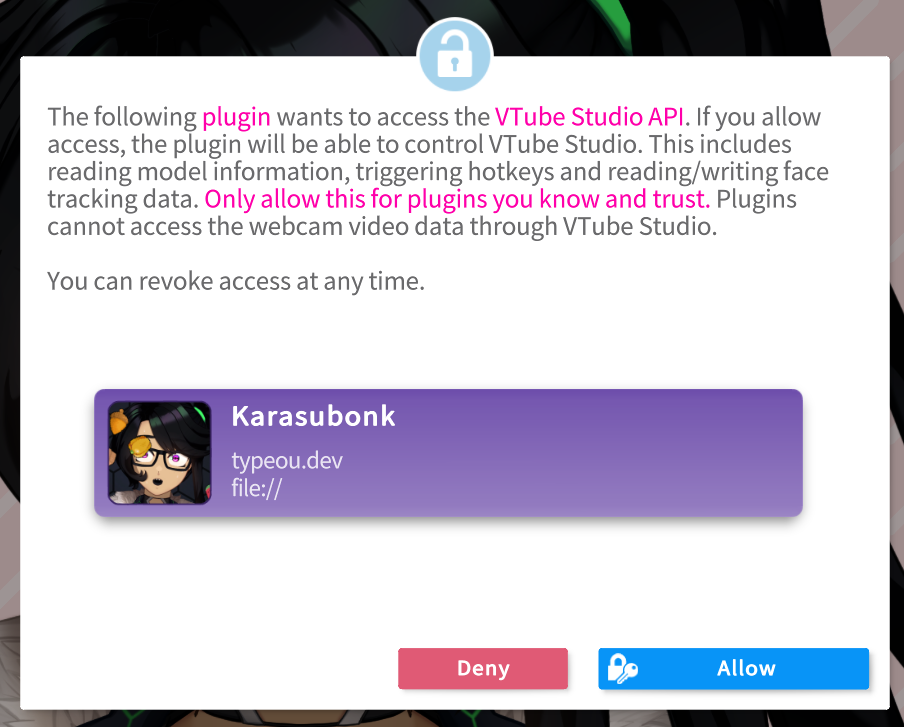 The following plugin wants to access the VTube Studio API. If you allow
access, the plugin will be able to control VTube Studio. This includes
reading model information, triggering hotkeys and reading/writing face
tracking data. Only allow this for plugins you know and trust. Plugins
cannot access the webcam video data through VTube Studio.
You can revoke access at any time.
Karasubonk
typeou.dev
file://
Deny
Allow